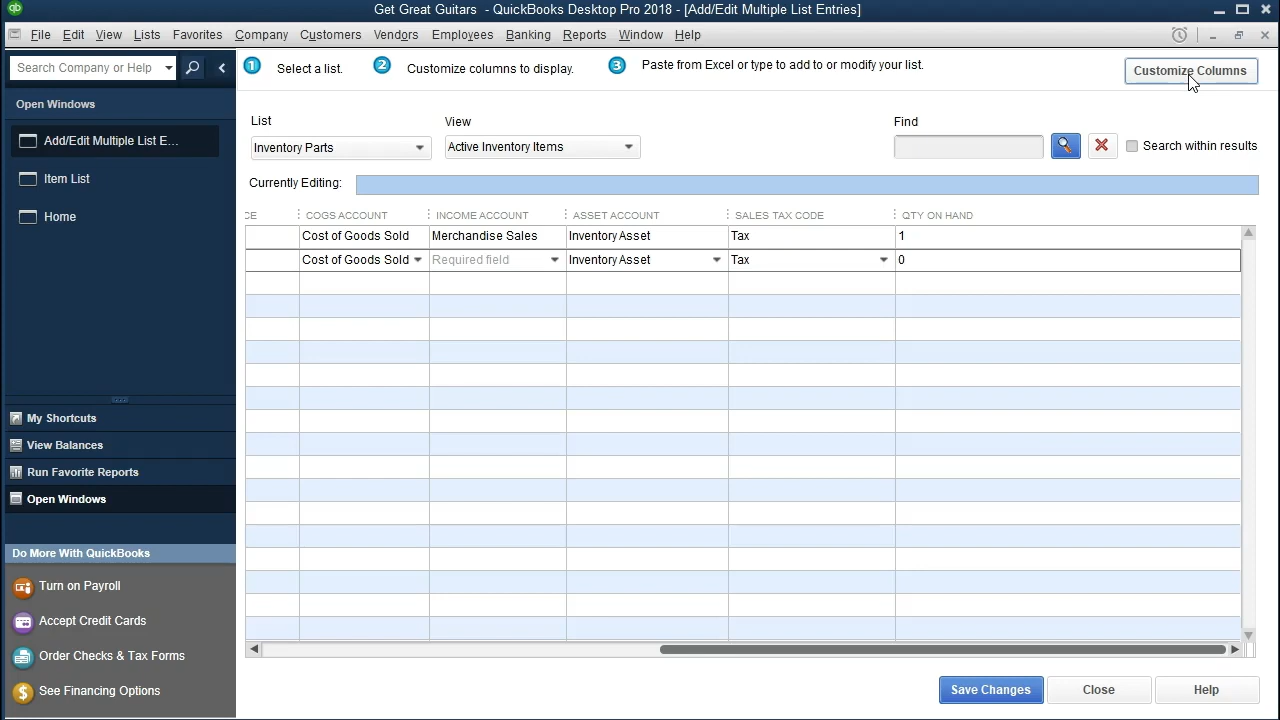 Get Great Guitars - QuickBooks Desktop Pro 2018 - [Add/Edit Multiple List Entries]
File Edit View Lists Favorites Company Customers Vendors Employees Banking Reports Window Help
Search Company or Help
1 Select a list. 2 Customize columns to display. 3 Paste from Excel or type to add to or modify your list.
Customize Columns
Open Windows
Add/Edit Multiple List E...
Item List
Home
My Shortcuts
View Balances
Run Favorite Reports
Open Windows
Do More With QuickBooks
Turn on Payroll
Accept Credit Cards
Order Checks & Tax Forms
See Financing Options
List View Find
Inventory Parts Active Inventory Items Search within results
Currently Editing:
CE COGS ACCOUNT INCOME ACCOUNT ASSET ACCOUNT SALES TAX CODE QTY ON HAND
Cost of Goods Sold Merchandise Sales Inventory Asset Tax 1
Cost of Goods Sold Required field Inventory Asset Tax 0
Save Changes Close Help